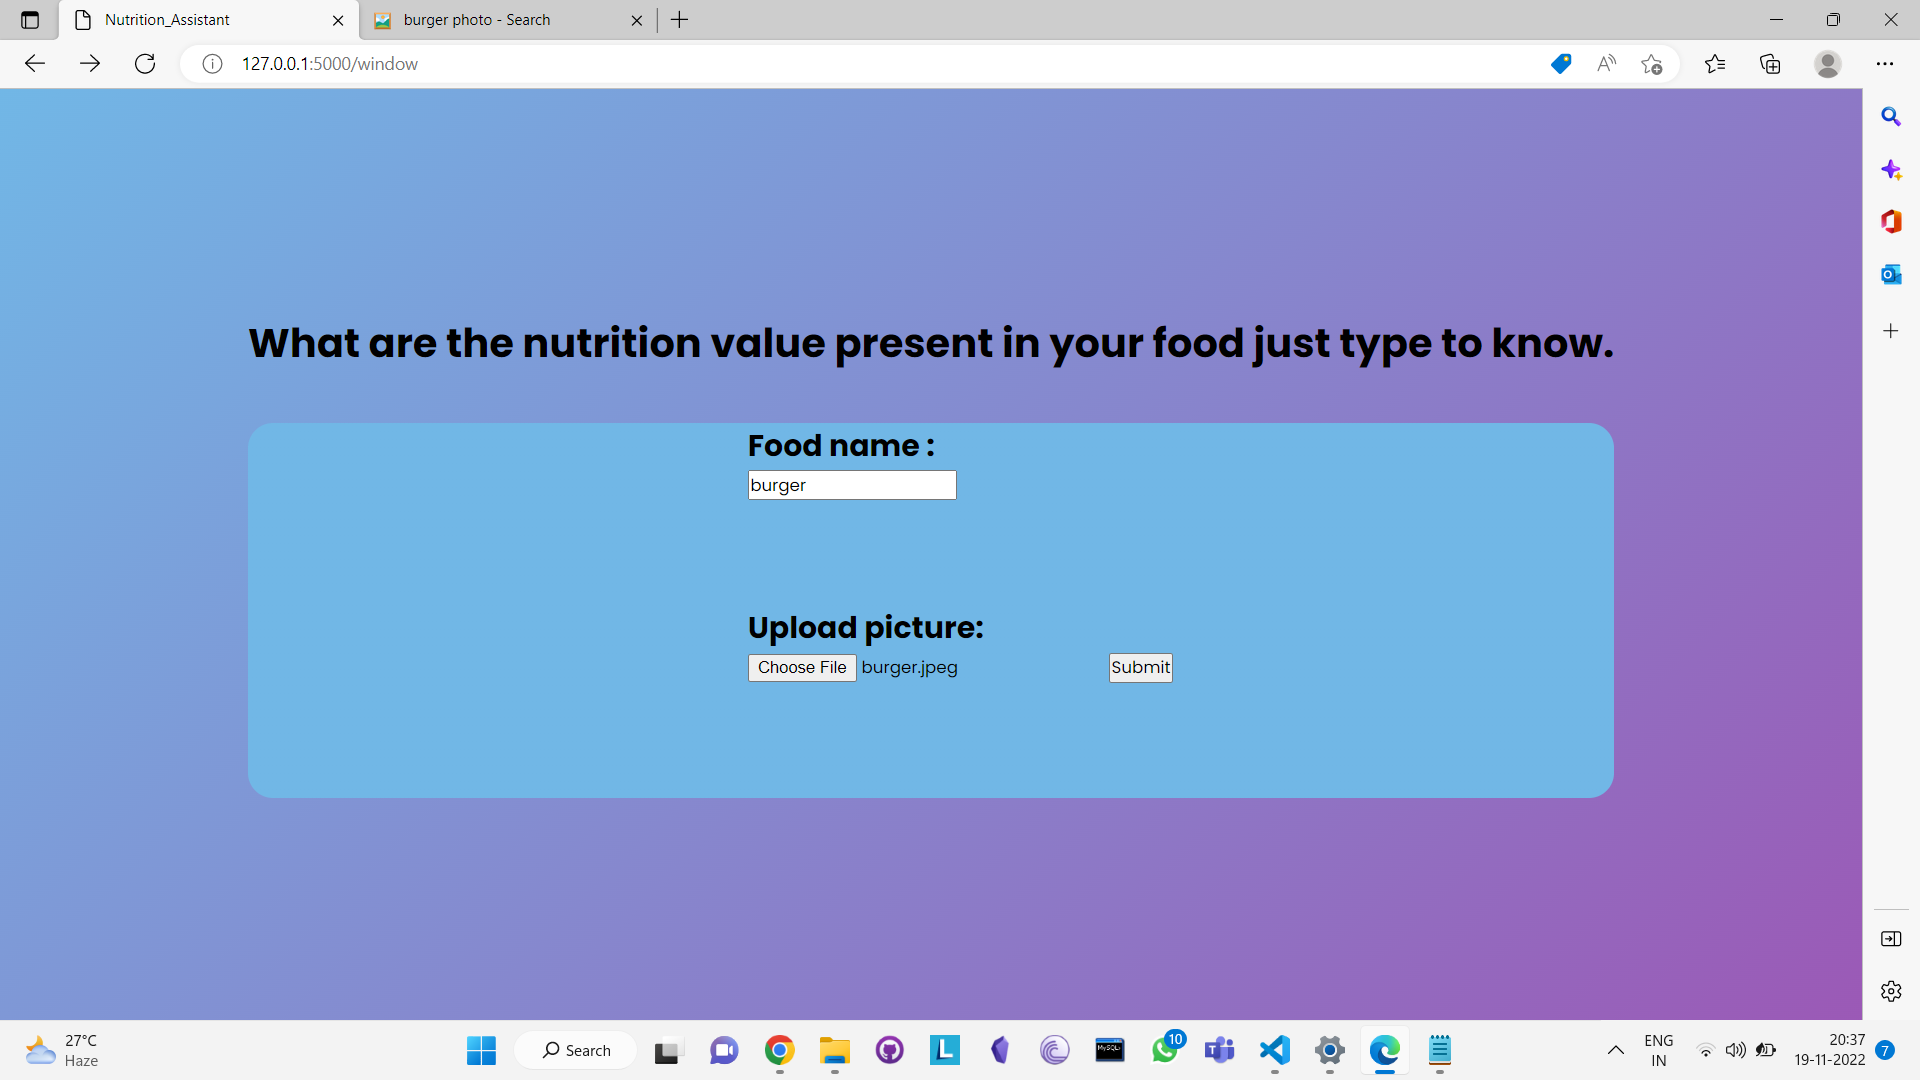 Nutrition_Assistant
burger photo - Search
127.0.0.1:5000/window
What are the nutrition value present in your food just type to know.
Food name :
burger
Upload picture:
Choose File burger.jpeg Submit
27°C
Haze
Search
L
MySQL
10
ENG
IN
20:37
19-11-2022
7